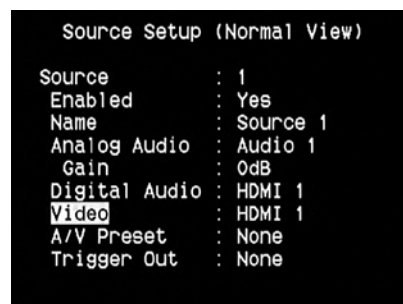 Source Setup (Normal View)
Source : 1
Enabled : Yes
Name : Source 1
Analog Audio : Audio 1
Gain : 0dB
Digital Audio : HDMI 1
Video : HDMI 1
A/V Preset : None
Trigger Out : None